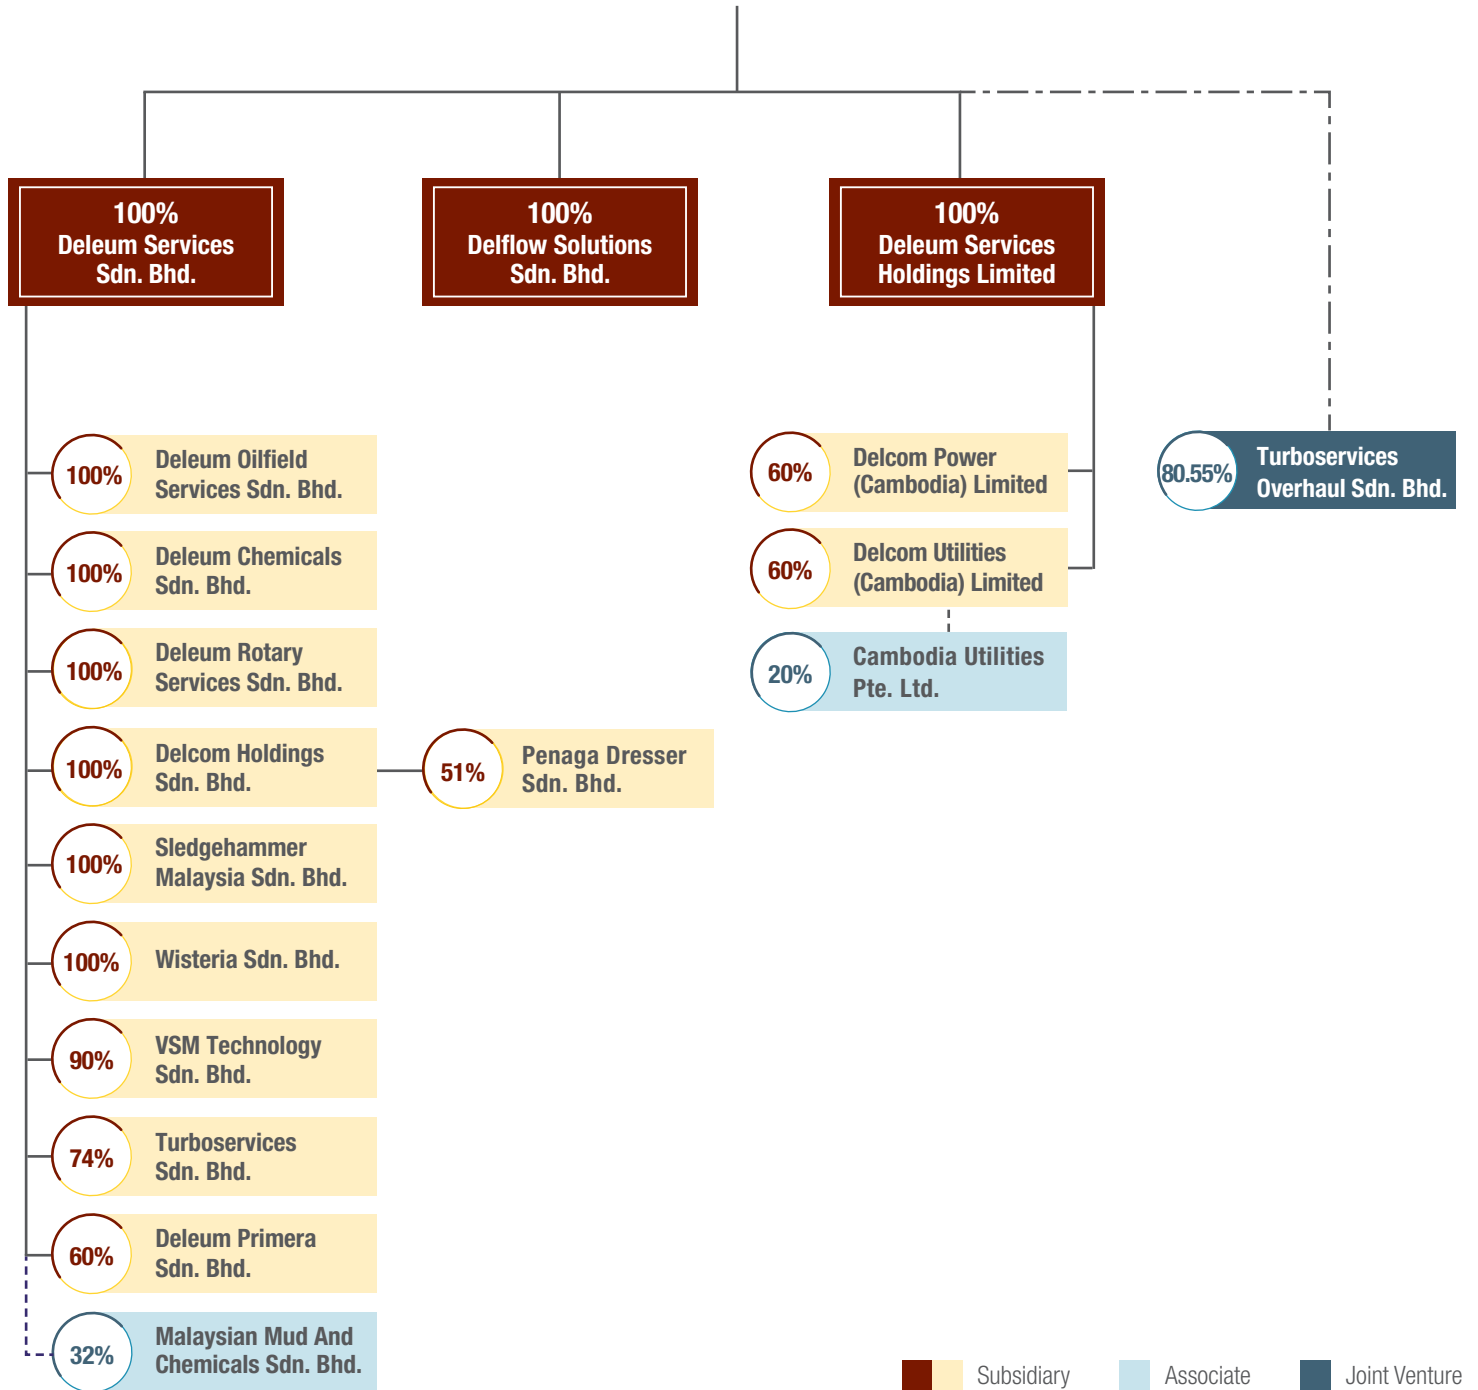 100%
Deleum Services
Sdn. Bhd.
100%
Delflow Solutions
Sdn. Bhd.
100%
Deleum Services
Holdings Limited
100%
Deleum Oilfield
Services Sdn. Bhd.
100%
Deleum Chemicals
Sdn. Bhd.
100%
Deleum Rotary
Services Sdn. Bhd.
100%
Delcom Holdings
Sdn. Bhd.
51%
Penaga Dresser
Sdn. Bhd.
100%
Sledgehammer
Malaysia Sdn. Bhd.
100%
Wisteria Sdn. Bhd.
90%
VSM Technology
Sdn. Bhd.
74%
Turboservices
Sdn. Bhd.
60%
Deleum Primera
Sdn. Bhd.
32%
Malaysian Mud And
Chemicals Sdn. Bhd.
60%
Delcom Power
(Cambodia) Limited
60%
Delcom Utilities
(Cambodia) Limited
20%
Cambodia Utilities
Pte. Ltd.
80.55%
Turboservices
Overhaul Sdn. Bhd.
Subsidiary
Associate
Joint Venture